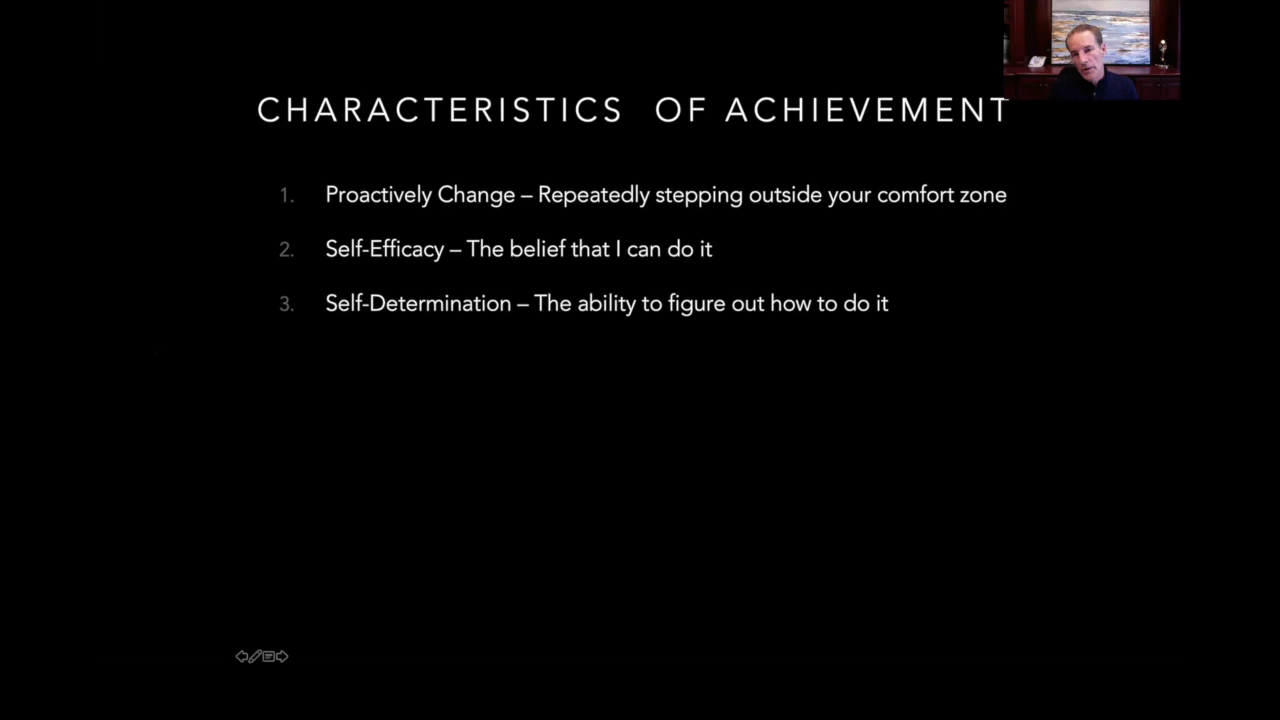 CHARACTERISTICS OF ACHIEVEMENT
1. Proactively Change – Repeatedly stepping outside your comfort zone
2. Self-Efficacy – The belief that I can do it
3. Self-Determination – The ability to figure out how to do it